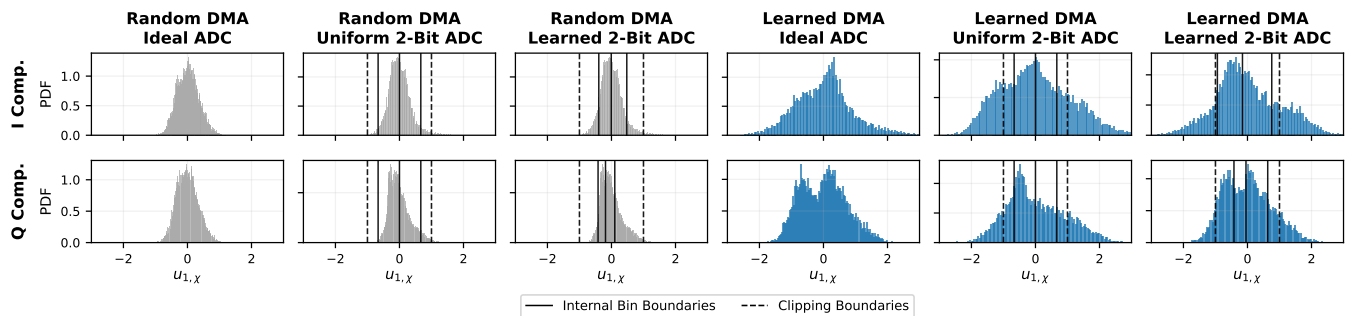 Random DMA
Ideal ADC
Random DMA
Uniform 2-Bit ADC
Random DMA
Learned 2-Bit ADC
Learned DMA
Ideal ADC
Learned DMA
Uniform 2-Bit ADC
Learned DMA
Learned 2-Bit ADC
I Comp.
PDF
1.0
0.5
0.0
Q Comp.
PDF
1.0
0.5
0.0
−2 0 2
−2 0 2
−2 0 2
−2 0 2
−2 0 2
−2 0 2
u1, χ
u1, χ
u1, χ
u1, χ
u1, χ
u1, χ
Internal Bin Boundaries
Clipping Boundaries